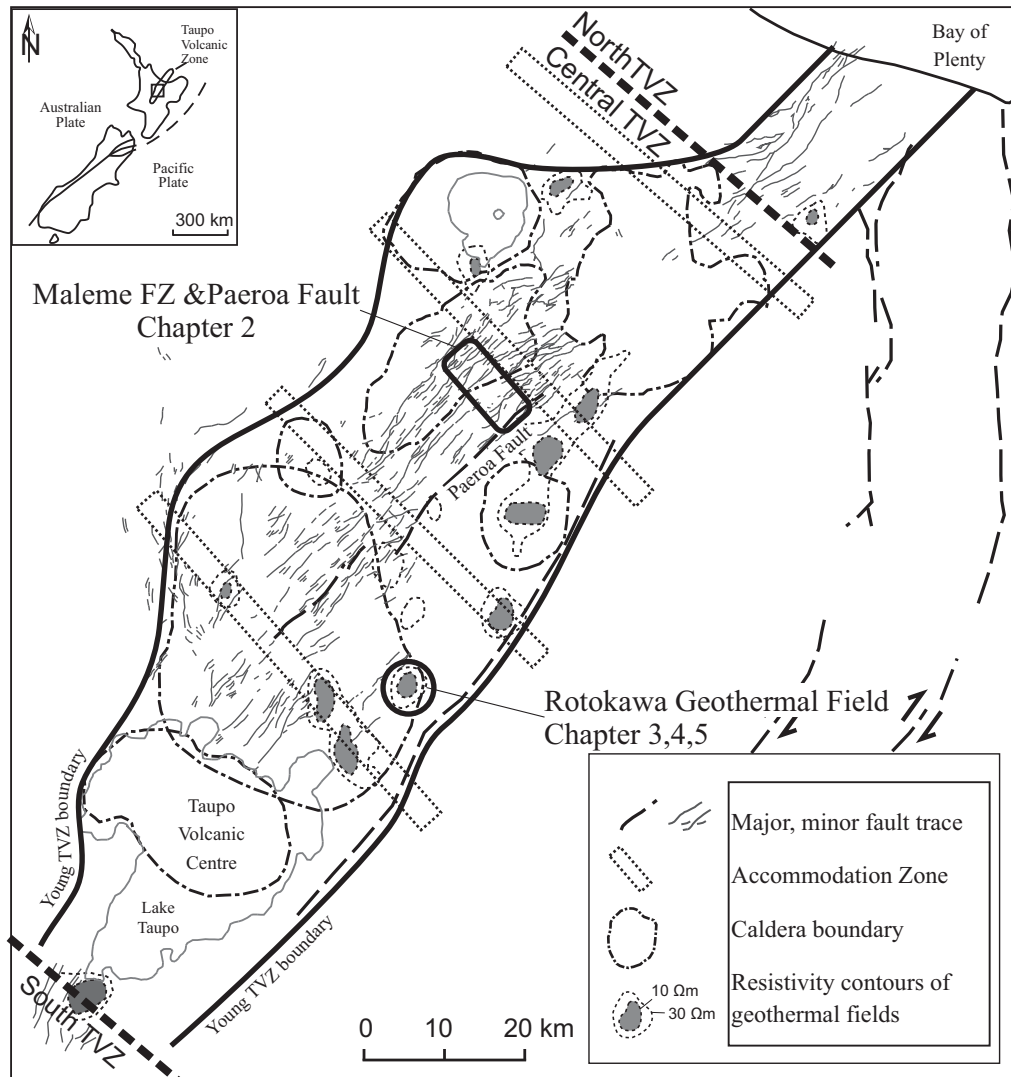 N
Taupo
Volcanic
Zone
Australian
Plate
Pacific
Plate
300 km
Bay of
Plenty
North TVZ
Central TVZ
Maleme FZ &Paeroa Fault
Chapter 2
Paeroa Fault
Rotokawa Geothermal Field
Chapter 3,4,5
Young TVZ boundary
Taupo
Volcanic
Centre
Lake
Taupo
Young TVZ boundary
South TVZ
0 10 20 km
Major, minor fault trace
Accommodation Zone
Caldera boundary
10 Ωm
30 Ωm
Resistivity contours of
geothermal fields